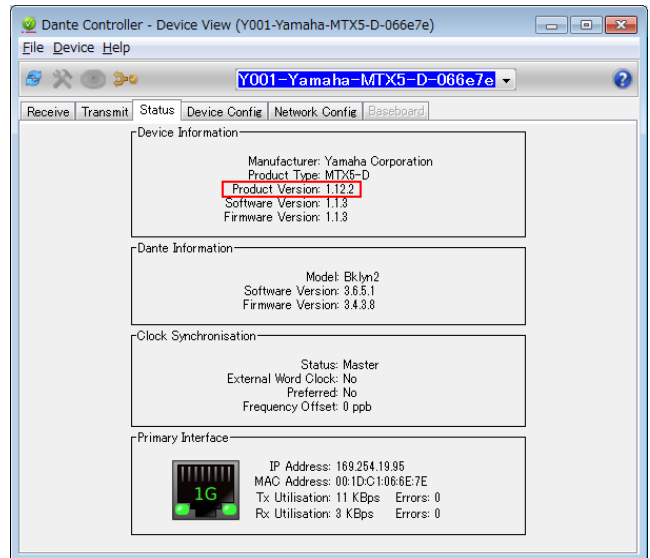 Dante Controller - Device View (Y001-Yamaha-MTX5-D-066e7e)
File Device Help
Y001-Yamaha-MTX5-D-066e7e
Receive Transmit Status Device Config Network Config Baseboard
Device Information
Manufacturer: Yamaha Corporation
Product Type: MTX5-D
Product Version: 1.12.2
Software Version: 1.1.3
Firmware Version: 1.1.3
Dante Information
Model: Bklyn2
Software Version: 3.6.5.1
Firmware Version: 3.4.3.8
Clock Synchronisation
Status: Master
External Word Clock: No
Preferred: No
Frequency Offset: 0 ppb
Primary Interface
1G
IP Address: 169.254.19.95
MAC Address: 00:1D:C1:06:6E:7E
Tx Utilisation: 11 KBps Errors: 0
Rx Utilisation: 3 KBps Errors: 0